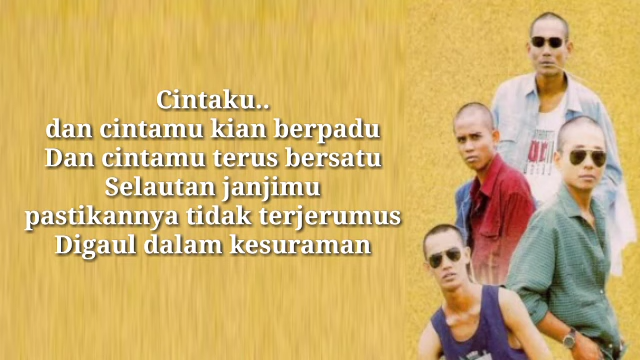 Cintaku..
dan cintamu kian berpadu
Dan cintamu terus bersatu
Selautan janjimu
pastikannya tidak terjerumus
Digaul dalam kesuraman